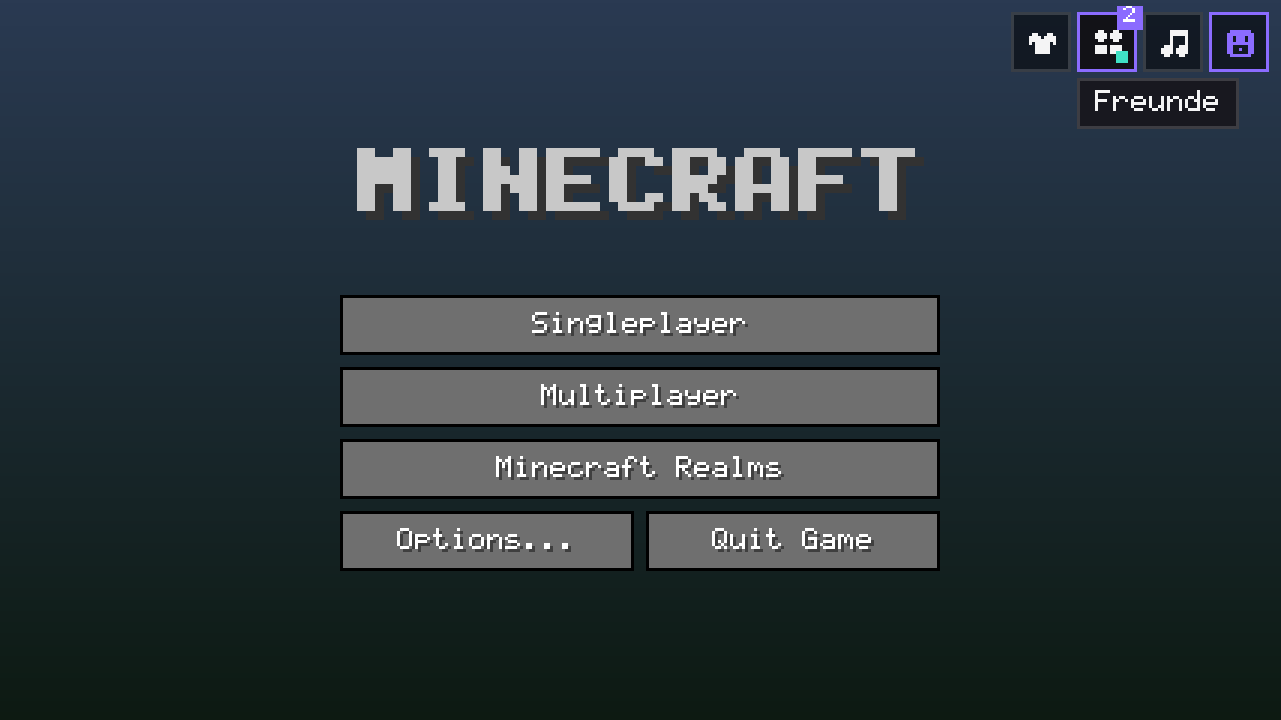 2
Freunde
MINECRAFT
Singleplayer
Multiplayer
Minecraft Realms
Options...
Quit Game